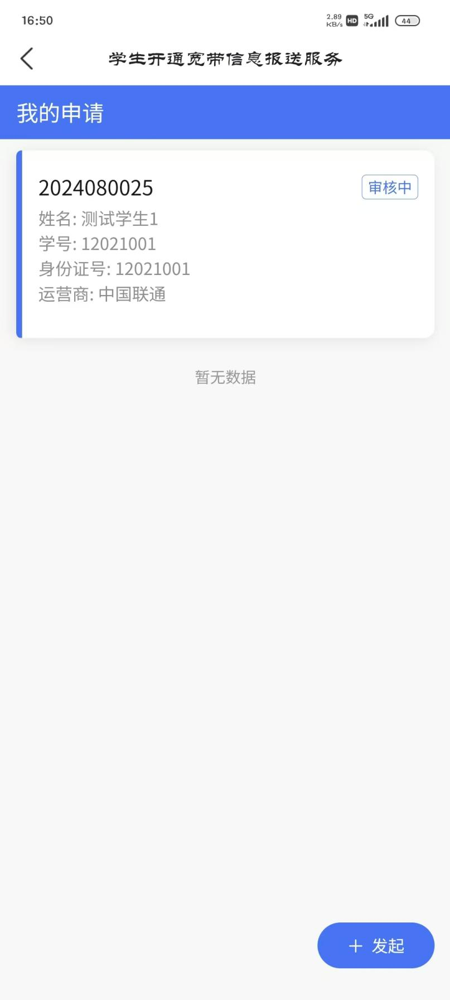 16:50
2.89 KB/s HD 5G 44
学生开通宽带信息报送服务
我的申请
2024080025
审核中
姓名: 测试学生1
学号: 12021001
身份证号: 12021001
运营商: 中国联通
暂无数据
+ 发起